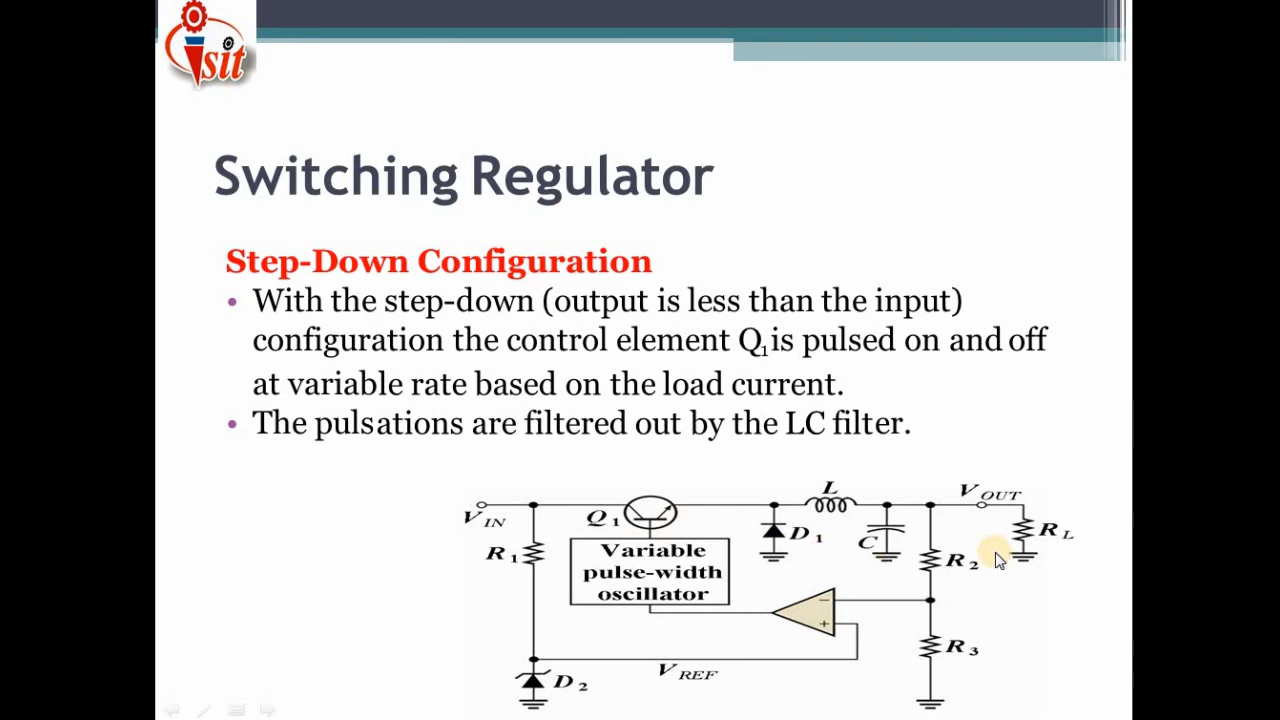 sit
Switching Regulator
Step-Down Configuration
• With the step-down (output is less than the input)
configuration the control element Q1 is pulsed on and off
at variable rate based on the load current.
• The pulsations are filtered out by the LC filter.
L
VOUT
VIN
Q1
R1
Variable
pulse-width
oscillator
D1
C
RL
R2
−
+
R3
VREF
D2